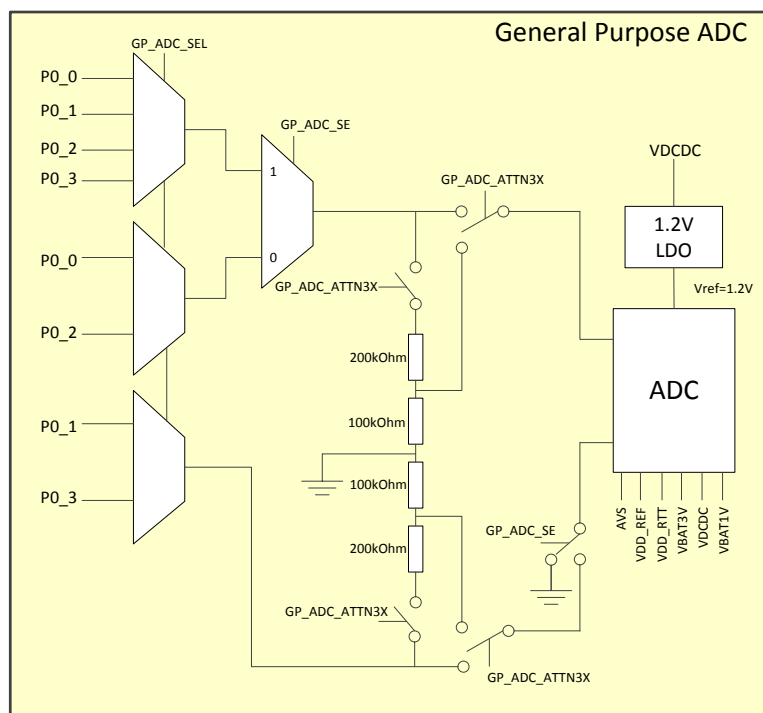 General Purpose ADC
GP_ADC_SEL
P0_0
P0_1
P0_2
P0_3
GP_ADC_SE
1
0
P0_0
P0_2
P0_1
P0_3
GP_ADC_ATTN3X
GP_ADC_ATTN3X
200kOhm
100kOhm
100kOhm
200kOhm
GP_ADC_ATTN3X
GP_ADC_ATTN3X
GP_ADC_SE
VDCDC
1.2V
LDO
Vref=1.2V
ADC
AVS
VDD_REF
VDD_RTT
VBAT3V
VDCDC
VBAT1V